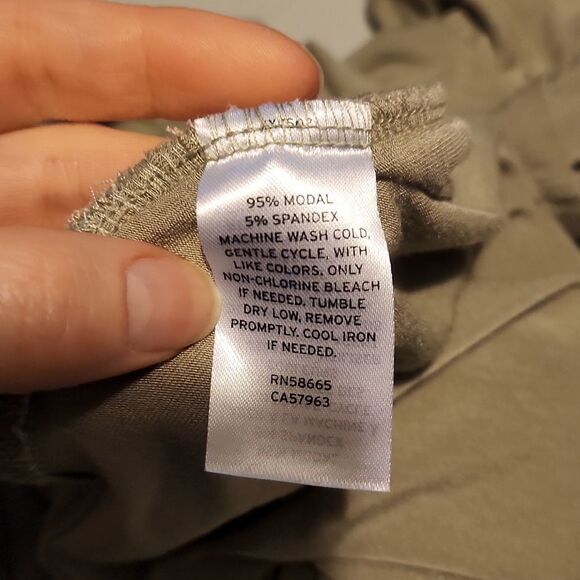 95% MODAL
5% SPANDEX
MACHINE WASH COLD,
GENTLE CYCLE, WITH
LIKE COLORS. ONLY
NON-CHLORINE BLEACH
IF NEEDED. TUMBLE
DRY LOW, REMOVE
PROMPTLY. COOL IRON
IF NEEDED.
RN58665
CA57963